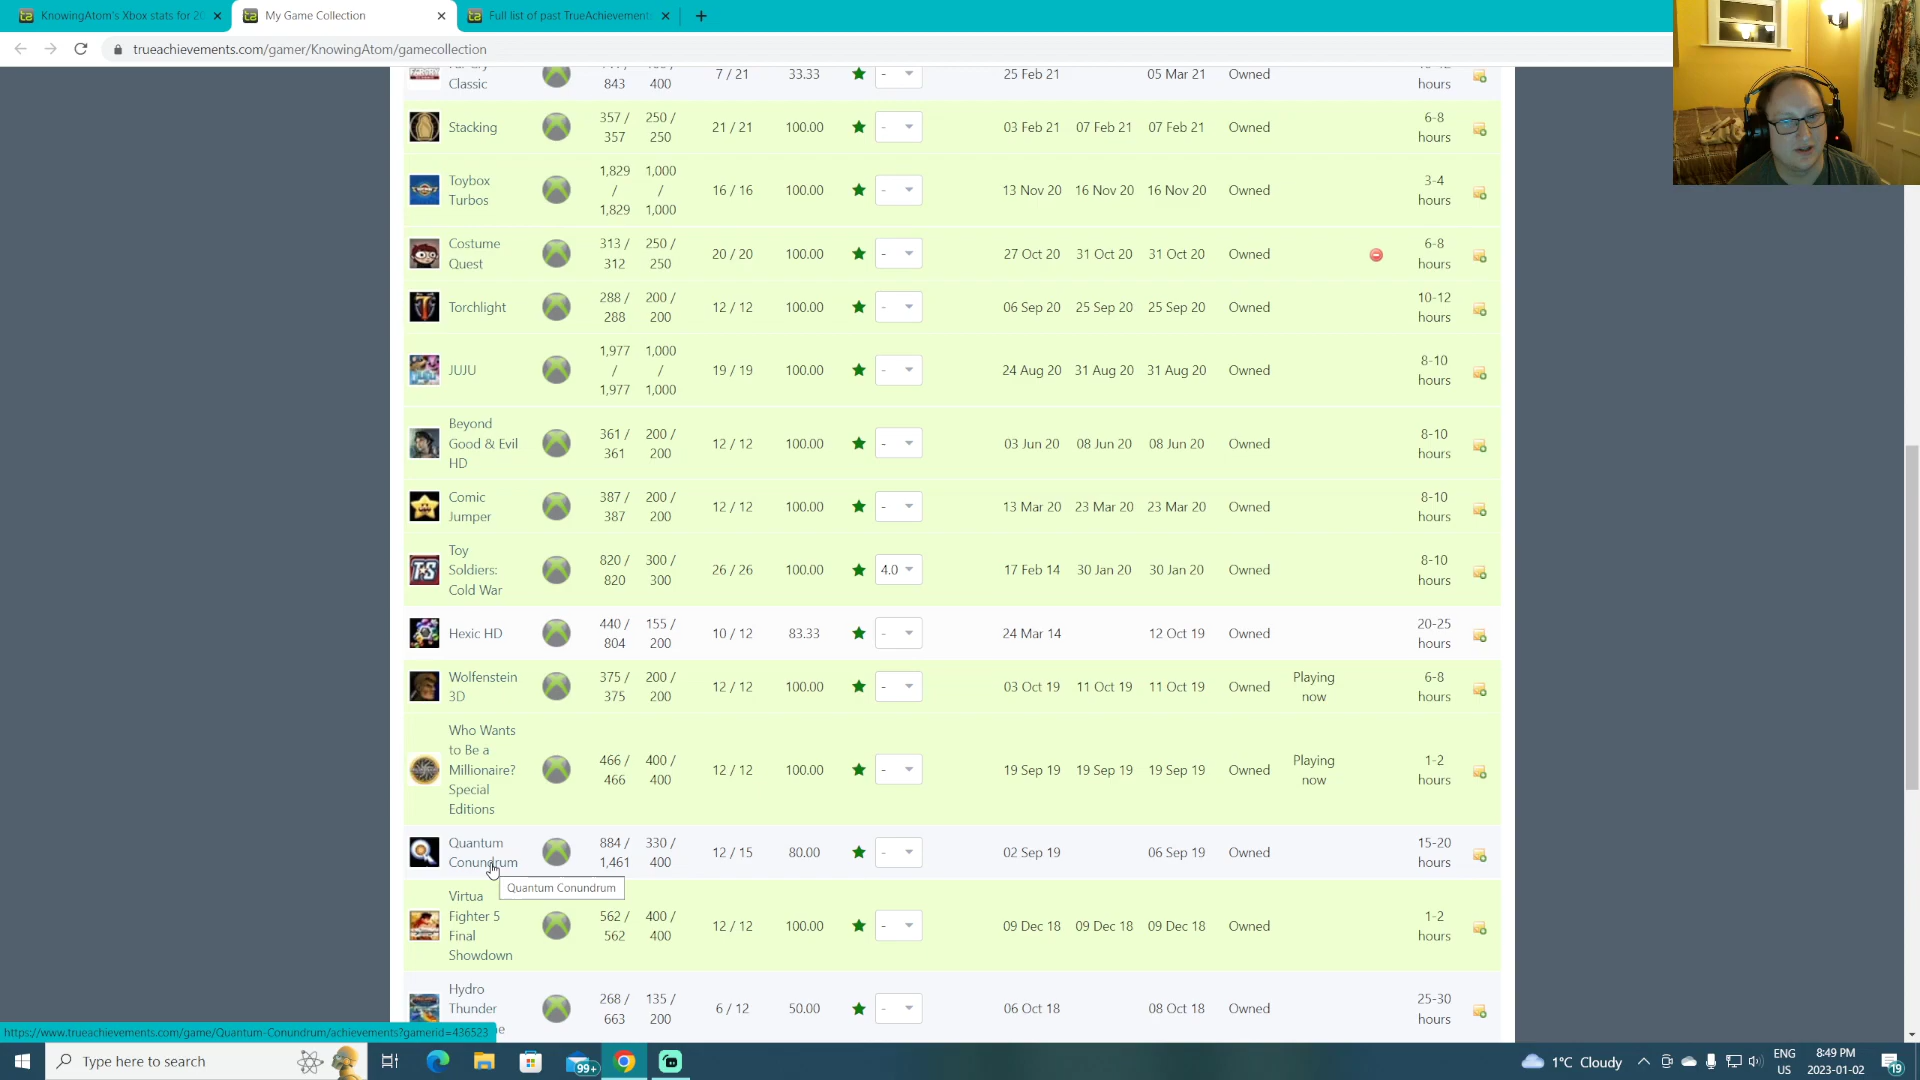 KnowingAtom's Xbox stats for 20
My Game Collection
Full list of past TrueAchievement
trueachievements.com/gamer/KnowingAtom/gamecollection
Classic
843
400
7 / 21
33.33
-
25 Feb 21
05 Mar 21
Owned
hours
Stacking
357 /
357
250 /
250
21 / 21
100.00
-
03 Feb 21
07 Feb 21
07 Feb 21
Owned
6-8
hours
Toybox
Turbos
1,829
/
1,829
1,000
/
1,000
16 / 16
100.00
-
13 Nov 20
16 Nov 20
16 Nov 20
Owned
3-4
hours
Costume
Quest
313 /
312
250 /
250
20 / 20
100.00
-
27 Oct 20
31 Oct 20
31 Oct 20
Owned
6-8
hours
Torchlight
288 /
288
200 /
200
12 / 12
100.00
-
06 Sep 20
25 Sep 20
25 Sep 20
Owned
10-12
hours
JUJU
1,977
/
1,977
1,000
/
1,000
19 / 19
100.00
-
24 Aug 20
31 Aug 20
31 Aug 20
Owned
8-10
hours
Beyond
Good & Evil
HD
361 /
361
200 /
200
12 / 12
100.00
-
03 Jun 20
08 Jun 20
08 Jun 20
Owned
8-10
hours
Comic
Jumper
387 /
387
200 /
200
12 / 12
100.00
-
13 Mar 20
23 Mar 20
23 Mar 20
Owned
8-10
hours
Toy
Soldiers:
Cold War
820 /
820
300 /
300
26 / 26
100.00
4.0
17 Feb 14
30 Jan 20
30 Jan 20
Owned
8-10
hours
Hexic HD
440 /
804
155 /
200
10 / 12
83.33
-
24 Mar 14
12 Oct 19
Owned
20-25
hours
Wolfenstein
3D
375 /
375
200 /
200
12 / 12
100.00
-
03 Oct 19
11 Oct 19
11 Oct 19
Owned
Playing
now
6-8
hours
Who Wants
to Be a
Millionaire?
Special
Editions
466 /
466
400 /
400
12 / 12
100.00
-
19 Sep 19
19 Sep 19
19 Sep 19
Owned
Playing
now
1-2
hours
Quantum
Conundrum
884 /
1,461
330 /
400
12 / 15
80.00
-
02 Sep 19
06 Sep 19
Owned
15-20
hours
Quantum Conundrum
Virtua
Fighter 5
Final
Showdown
562 /
562
400 /
400
12 / 12
100.00
-
09 Dec 18
09 Dec 18
09 Dec 18
Owned
1-2
hours
Hydro
Thunder
268 /
663
135 /
200
6 / 12
50.00
-
06 Oct 18
08 Oct 18
Owned
25-30
hours
https://www.trueachievements.com/game/Quantum-Conundrum/achievements?gamerid=436523
Type here to search
99+
1°C Cloudy
ENG
US
8:49 PM
2023-01-02
19